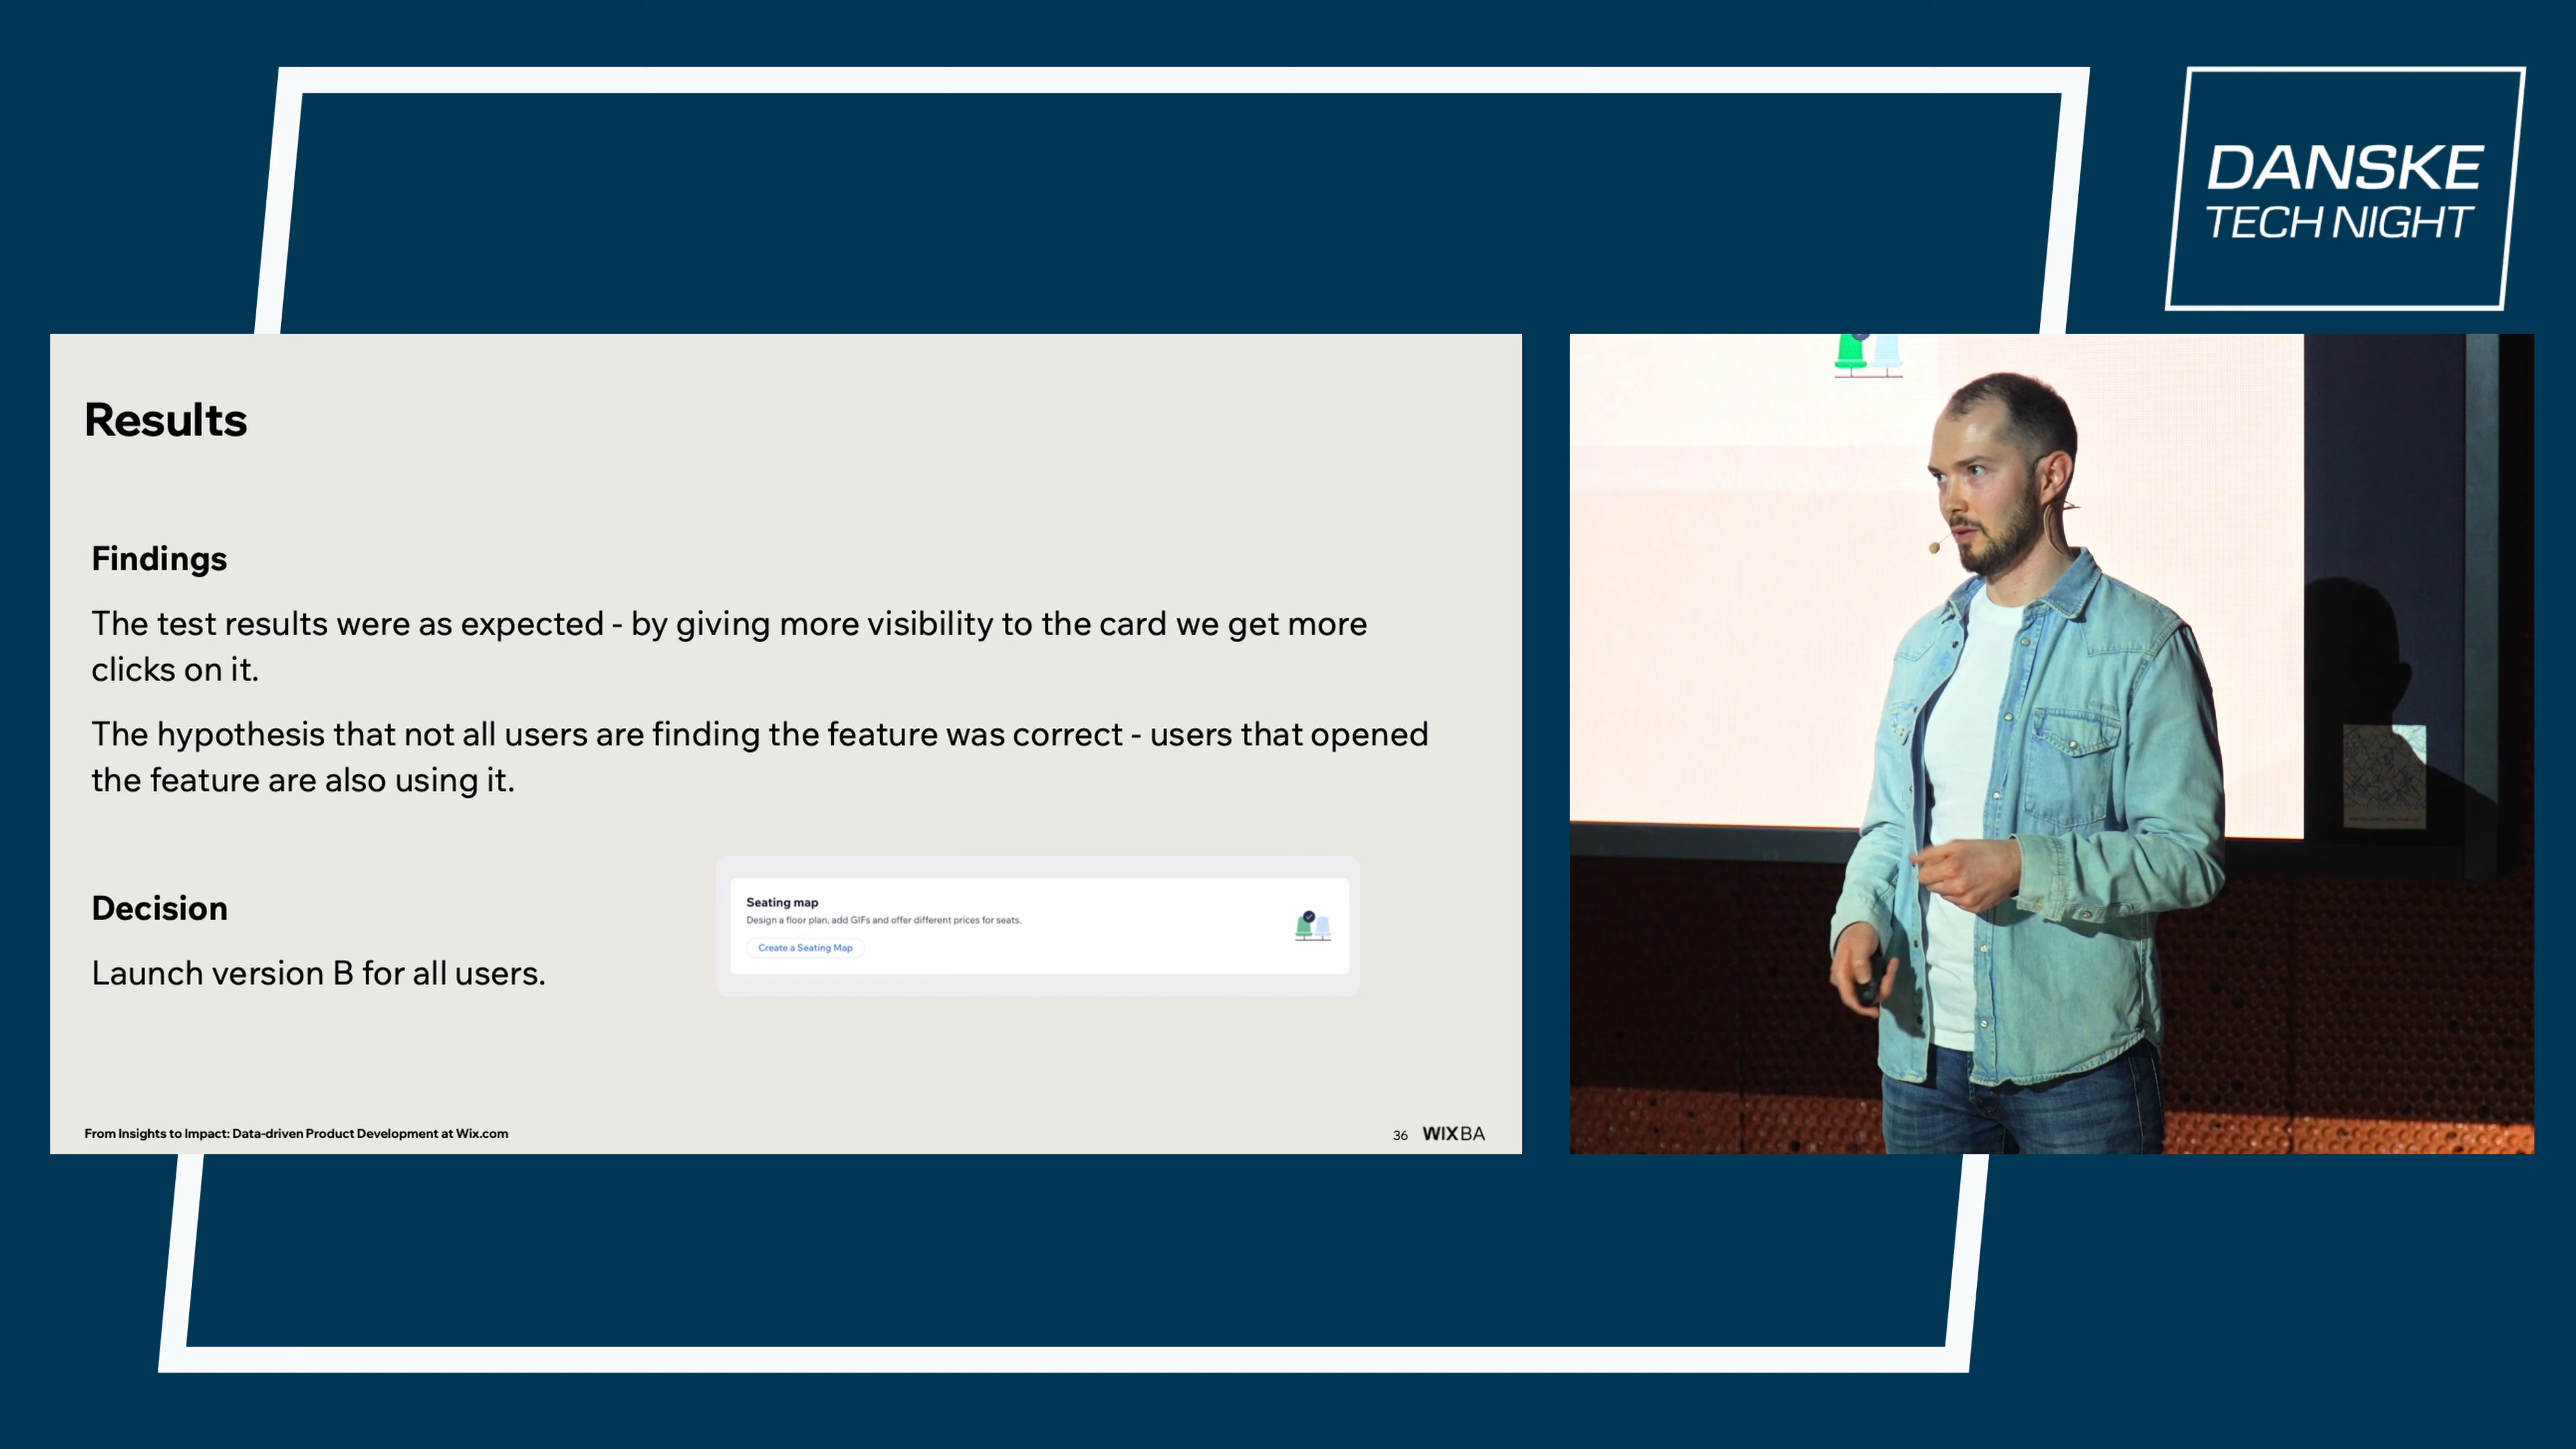 DANSKE
TECH NIGHT
Results
Findings
The test results were as expected - by giving more visibility to the card we get more
clicks on it.
The hypothesis that not all users are finding the feature was correct - users that opened
the feature are also using it.
Decision
Launch version B for all users.
Seating map
Design a floor plan, add GIFs and offer different prices for seats.
Create a Seating Map
From Insights to Impact: Data-driven Product Development at Wix.com
36 WIXBA